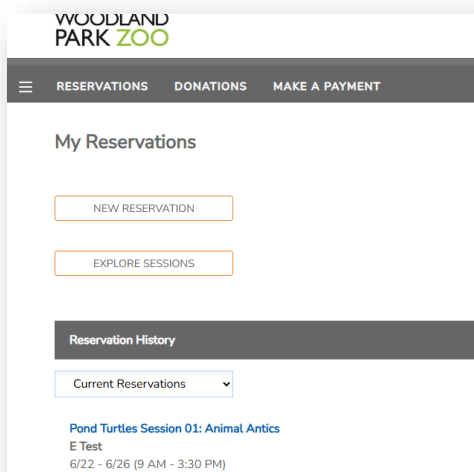 WOODLAND
PARK ZOO
RESERVATIONS DONATIONS MAKE A PAYMENT
My Reservations
NEW RESERVATION
EXPLORE SESSIONS
Reservation History
Current Reservations
Pond Turtles Session 01: Animal Antics
E Test
6/22 - 6/26 (9 AM - 3:30 PM)